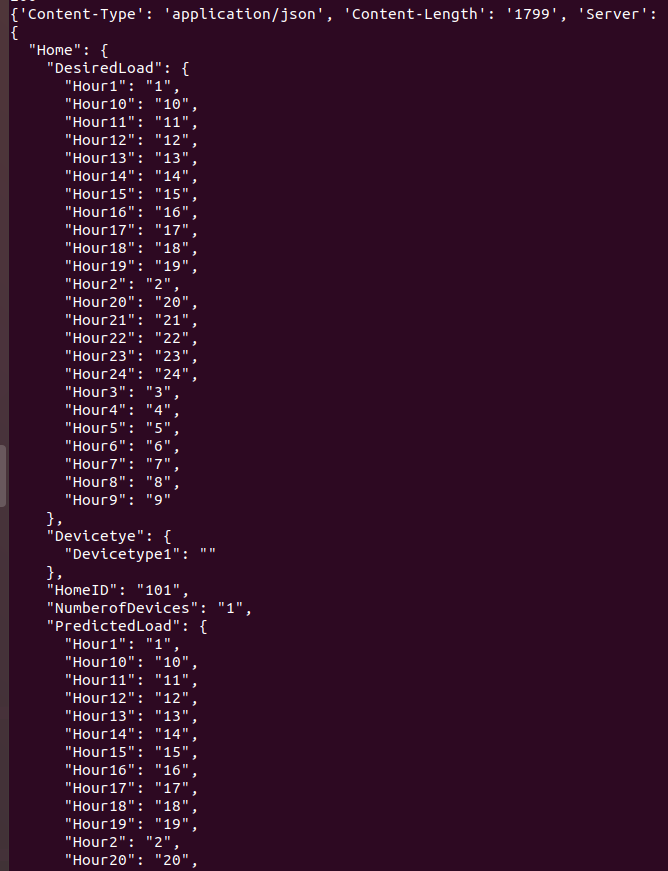 {'Content-Type': 'application/json', 'Content-Length': '1799', 'Server':
{
"Home": {
"DesiredLoad": {
"Hour1": "1",
"Hour10": "10",
"Hour11": "11",
"Hour12": "12",
"Hour13": "13",
"Hour14": "14",
"Hour15": "15",
"Hour16": "16",
"Hour17": "17",
"Hour18": "18",
"Hour19": "19",
"Hour2": "2",
"Hour20": "20",
"Hour21": "21",
"Hour22": "22",
"Hour23": "23",
"Hour24": "24",
"Hour3": "3",
"Hour4": "4",
"Hour5": "5",
"Hour6": "6",
"Hour7": "7",
"Hour8": "8",
"Hour9": "9"
},
"Devicetye": {
"Devicetype1": ""
},
"HomeID": "101",
"NumberofDevices": "1",
"PredictedLoad": {
"Hour1": "1",
"Hour10": "10",
"Hour11": "11",
"Hour12": "12",
"Hour13": "13",
"Hour14": "14",
"Hour15": "15",
"Hour16": "16",
"Hour17": "17",
"Hour18": "18",
"Hour19": "19",
"Hour2": "2",
"Hour20": "20",